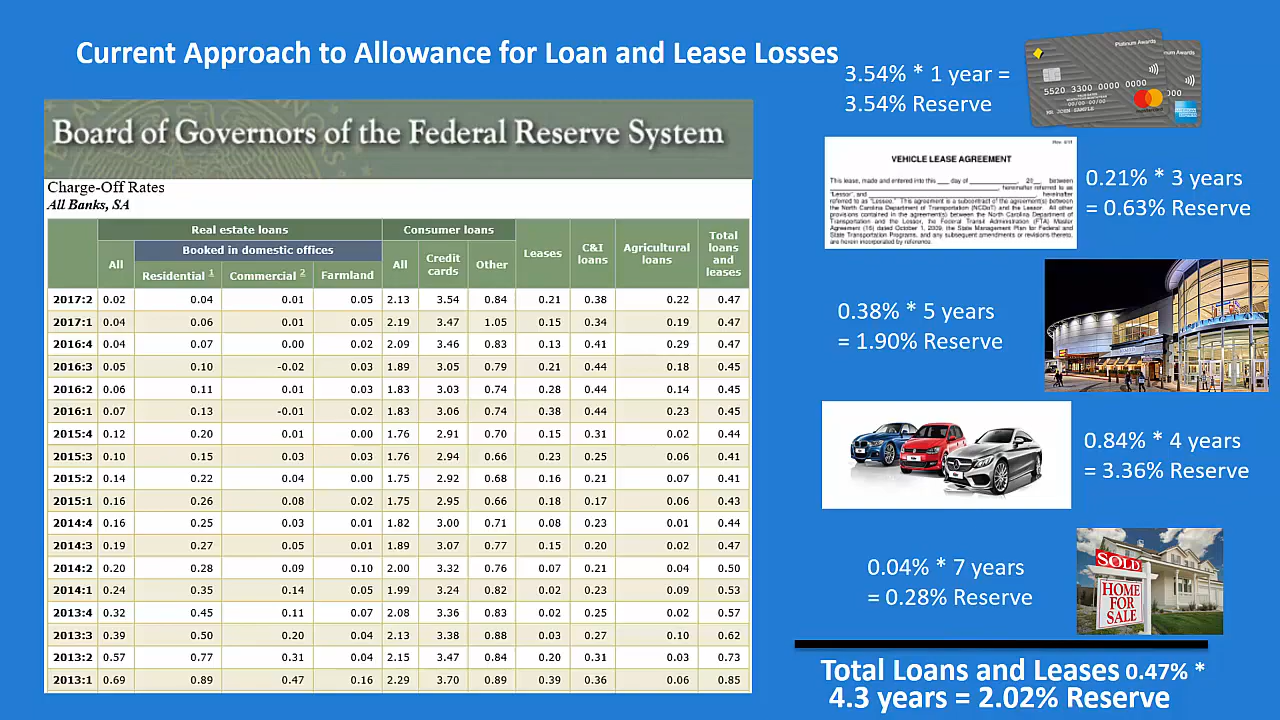 Current Approach to Allowance for Loan and Lease Losses
Board of Governors of the Federal Reserve System
Charge-Off Rates
All Banks, SA
Real estate loans Consumer loans Leases C&I loans Agricultural loans Total loans and leases
All Booked in domestic offices All Credit cards Other
Residential 1 Commercial 2 Farmland
2017:2 0.02 0.04 0.01 0.05 2.13 3.54 0.84 0.21 0.38 0.22 0.47
2017:1 0.04 0.06 0.01 0.05 2.19 3.47 1.05 0.15 0.34 0.19 0.47
2016:4 0.04 0.07 0.00 0.02 2.09 3.46 0.83 0.13 0.41 0.29 0.47
2016:3 0.05 0.10 -0.02 0.03 1.89 3.05 0.79 0.21 0.44 0.18 0.45
2016:2 0.06 0.11 0.01 0.03 1.83 3.03 0.74 0.28 0.44 0.14 0.45
2016:1 0.07 0.13 -0.01 0.02 1.83 3.06 0.74 0.38 0.44 0.23 0.45
2015:4 0.12 0.20 0.01 0.00 1.76 2.91 0.70 0.15 0.31 0.02 0.44
2015:3 0.10 0.15 0.03 0.03 1.76 2.94 0.66 0.23 0.25 0.06 0.41
2015:2 0.14 0.22 0.04 0.00 1.75 2.92 0.68 0.16 0.21 0.07 0.41
2015:1 0.16 0.26 0.08 0.02 1.75 2.95 0.66 0.18 0.17 0.06 0.43
2014:4 0.16 0.25 0.03 0.01 1.82 3.00 0.71 0.08 0.23 0.01 0.44
2014:3 0.19 0.27 0.05 0.01 1.89 3.07 0.77 0.15 0.20 0.02 0.47
2014:2 0.20 0.28 0.09 0.10 2.01 3.32 0.76 0.07 0.21 0.04 0.50
2014:1 0.24 0.35 0.14 0.05 1.99 3.24 0.82 0.02 0.23 0.09 0.53
2013:4 0.32 0.45 0.11 0.07 2.08 3.36 0.83 0.02 0.25 0.02 0.57
2013:3 0.39 0.50 0.20 0.04 2.13 3.38 0.88 0.03 0.27 0.10 0.62
2013:2 0.57 0.77 0.31 0.04 2.15 3.47 0.84 0.20 0.31 0.03 0.73
2013:1 0.69 0.89 0.47 0.16 2.29 3.70 0.89 0.39 0.36 0.06 0.85
3.54% * 1 year =
3.54% Reserve
Platinum Awards
5520 3300 0000 0000
00/00 00/00
VEHICLE LEASE AGREEMENT
This lease, made and entered into this ___ day of ________, 20__ between
0.21% * 3 years
= 0.63% Reserve
0.38% * 5 years
= 1.90% Reserve
0.84% * 4 years
= 3.36% Reserve
0.04% * 7 years
= 0.28% Reserve
SOLD
HOME
FOR
SALE
Total Loans and Leases 0.47% *
4.3 years = 2.02% Reserve